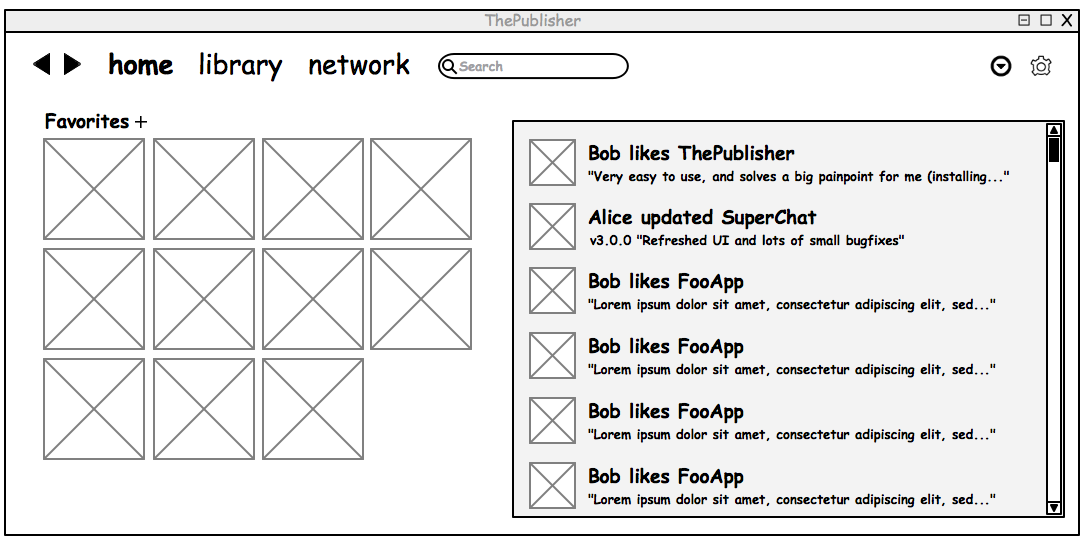 ThePublisher
home library network Search
Favorites +
Bob likes ThePublisher
"Very easy to use, and solves a big painpoint for me (installing..."
Alice updated SuperChat
v3.0.0 "Refreshed UI and lots of small bugfixes"
Bob likes FooApp
"Lorem ipsum dolor sit amet, consectetur adipiscing elit, sed..."
Bob likes FooApp
"Lorem ipsum dolor sit amet, consectetur adipiscing elit, sed..."
Bob likes FooApp
"Lorem ipsum dolor sit amet, consectetur adipiscing elit, sed..."
Bob likes FooApp
"Lorem ipsum dolor sit amet, consectetur adipiscing elit, sed..."